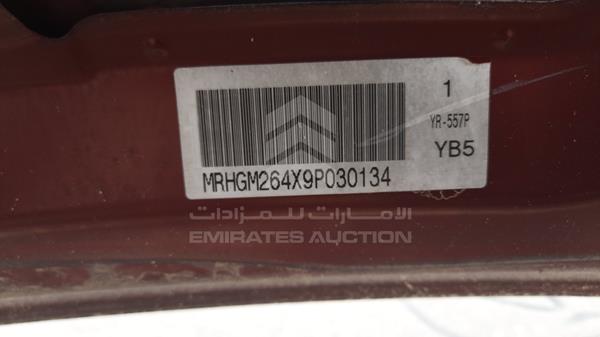 1
YR-557P
YB5
MRHGM264X9P030134
الامارات للمزادات
EMIRATES AUCTION